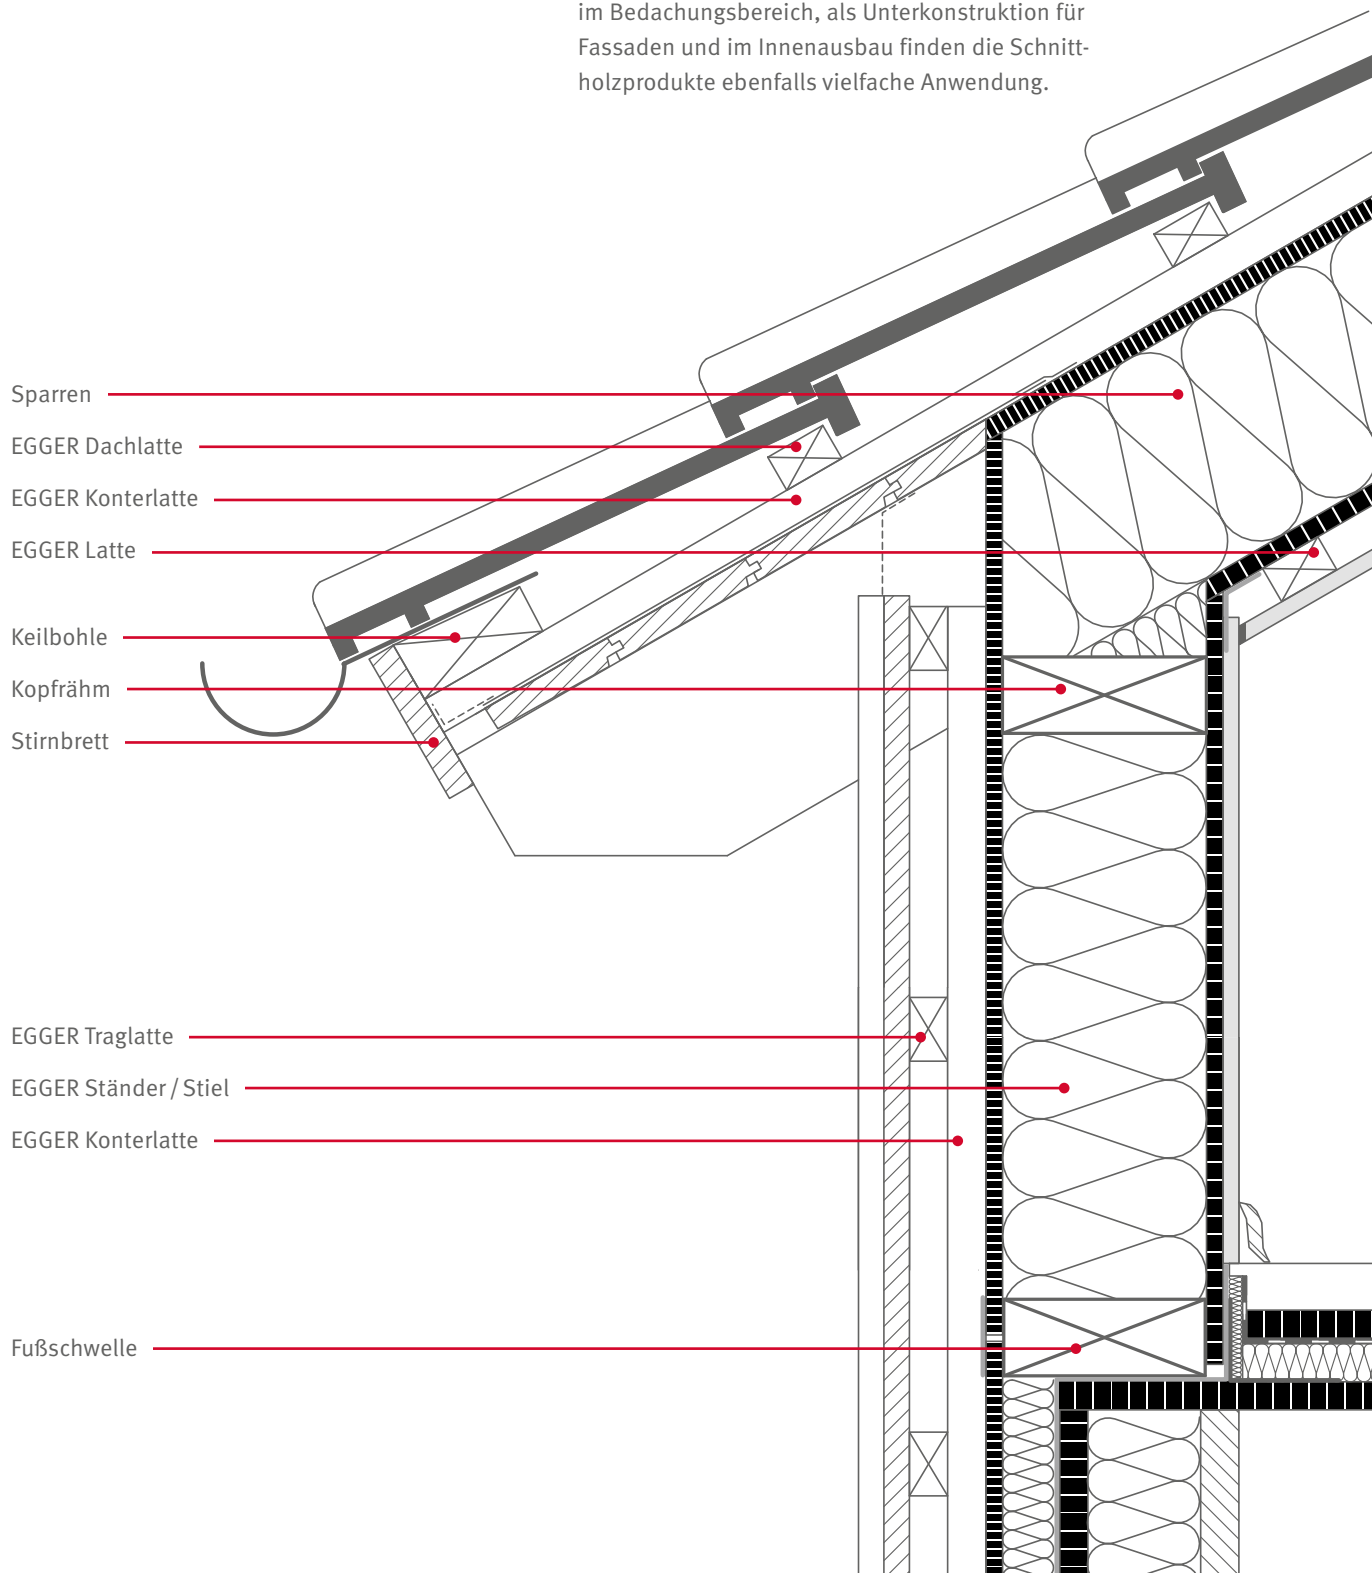 im Bedachungsbereich, als Unterkonstruktion für
Fassaden und im Innenausbau finden die Schnitt-
holzprodukte ebenfalls vielfache Anwendung.
Sparren
EGGER Dachlatte
EGGER Konterlatte
EGGER Latte
Keilbohle
Kopfrähm
Stirnbrett
EGGER Traglatte
EGGER Ständer / Stiel
EGGER Konterlatte
Fußschwelle